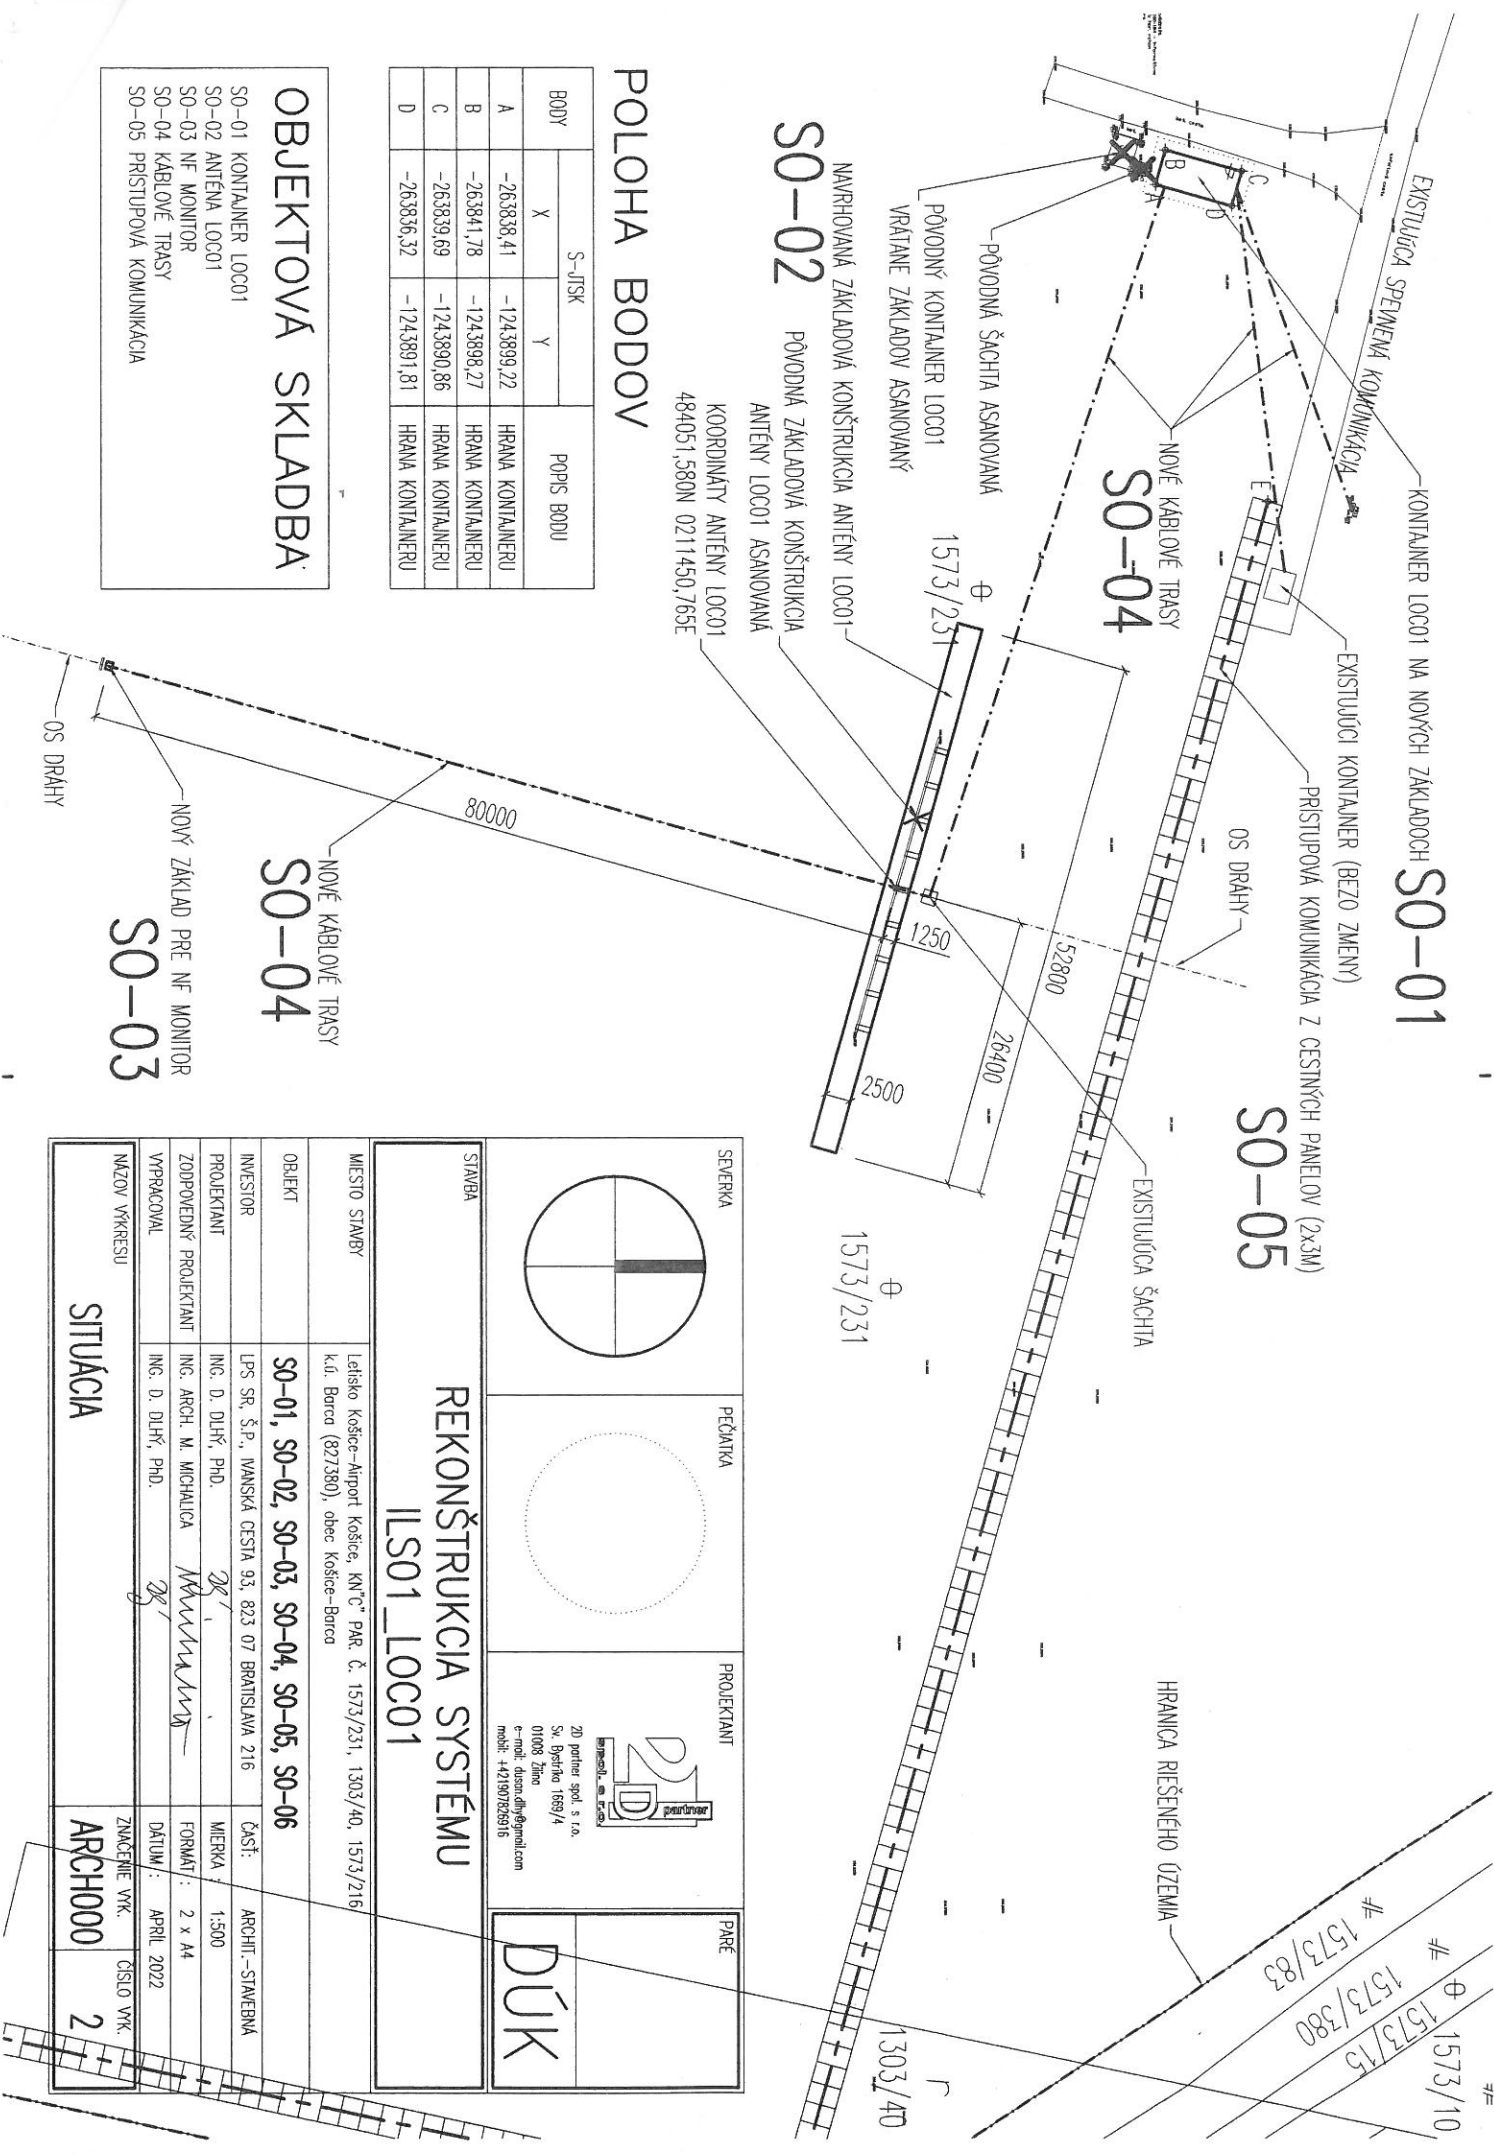 KONTAJNER LOC01 NA NOVÝCH ZÁKLADOCH
SO-01
EXISTUJÚCI KONTAJNER (BEZO ZMENY)
PRÍSTUPOVÁ KOMUNIKÁCIA Z CESTNÝCH PANELOV (2x3M)
SO-05
EXISTUJÚCA SPEVNENÁ KOMUNIKÁCIA
OS DRÁHY
NOVÉ KÁBLOVÉ TRASY
SO-04
EXISTUJÚCA ŠACHTA
HRANICA RIEŠENÉHO ÚZEMIA
1573/10
1573/15
1573/380
1573/83
1303/40
A
B
C
D
E
PÔVODNÁ ŠACHTA ASANOVANÁ
PÔVODNÝ KONTAJNER LOC01
VRÁTANE ZÁKLADOV ASANOVANÝ
NAVRHOVANÁ ZÁKLADOVÁ KONŠTRUKCIA ANTÉNY LOC01
SO-02
PÔVODNÁ ZÁKLADOVÁ KONŠTRUKCIA
ANTÉNY LOC01 ASANOVANÁ
KOORDINÁTY ANTÉNY LOC01
484051,580N 0211450,765E
1573/231
1573/231
52800
26400
1250
2500
80000
NOVÉ KÁBLOVÉ TRASY
SO-04
NOVÝ ZÁKLAD PRE NF MONITOR
SO-03
OS DRÁHY
POLOHA BODOV
BODY
S-JTSK
POPIS BODU
X
Y
A -263838,41 -1243899,22 HRANA KONTAJNERU
B -263841,78 -1243898,27 HRANA KONTAJNERU
C -263839,69 -1243890,86 HRANA KONTAJNERU
D -263836,32 -1243891,81 HRANA KONTAJNERU
OBJEKTOVÁ SKLADBA
SO-01 KONTAJNER LOC01
SO-02 ANTÉNA LOC01
SO-03 NF MONITOR
SO-04 KÁBLOVÉ TRASY
SO-05 PRÍSTUPOVÁ KOMUNIKÁCIA
SEVERKA
PEČIATKA
PROJEKTANT
PARÉ
2D partner
spol. s r.o.
2D partner spol. s r.o.
Sv. Bystríka 1669/4
01008 Žilina
e-mail: dusan.dlhy@gmail.com
mobil: +421907826916
DÚK
STAVBA
REKONŠTRUKCIA SYSTÉMU
ILS01_LOC01
MIESTO STAVBY
Letisko Košice-Airport Košice, KN"C" PAR. Č. 1573/231, 1303/40, 1573/216
k.ú. Barca (827380), obec Košice-Barca
OBJEKT
SO-01, SO-02, SO-03, SO-04, SO-05, SO-06
INVESTOR
LPS SR, Š.P., IVANSKÁ CESTA 93, 823 07 BRATISLAVA 216
ČASŤ: ARCHIT.-STAVEBNÁ
PROJEKTANT
ING. D. DLHÝ, PhD.
MIERKA : 1:500
ZODPOVEDNÝ PROJEKTANT
ING. ARCH. M. MICHALICA
FORMÁT : 2 x A4
VYPRACOVAL
ING. D. DLHÝ, PhD.
DÁTUM : APRÍL 2022
NÁZOV VÝKRESU
SITUÁCIA
ZNAČENIE VÝK.
ARCH000
ČÍSLO VÝK.
2